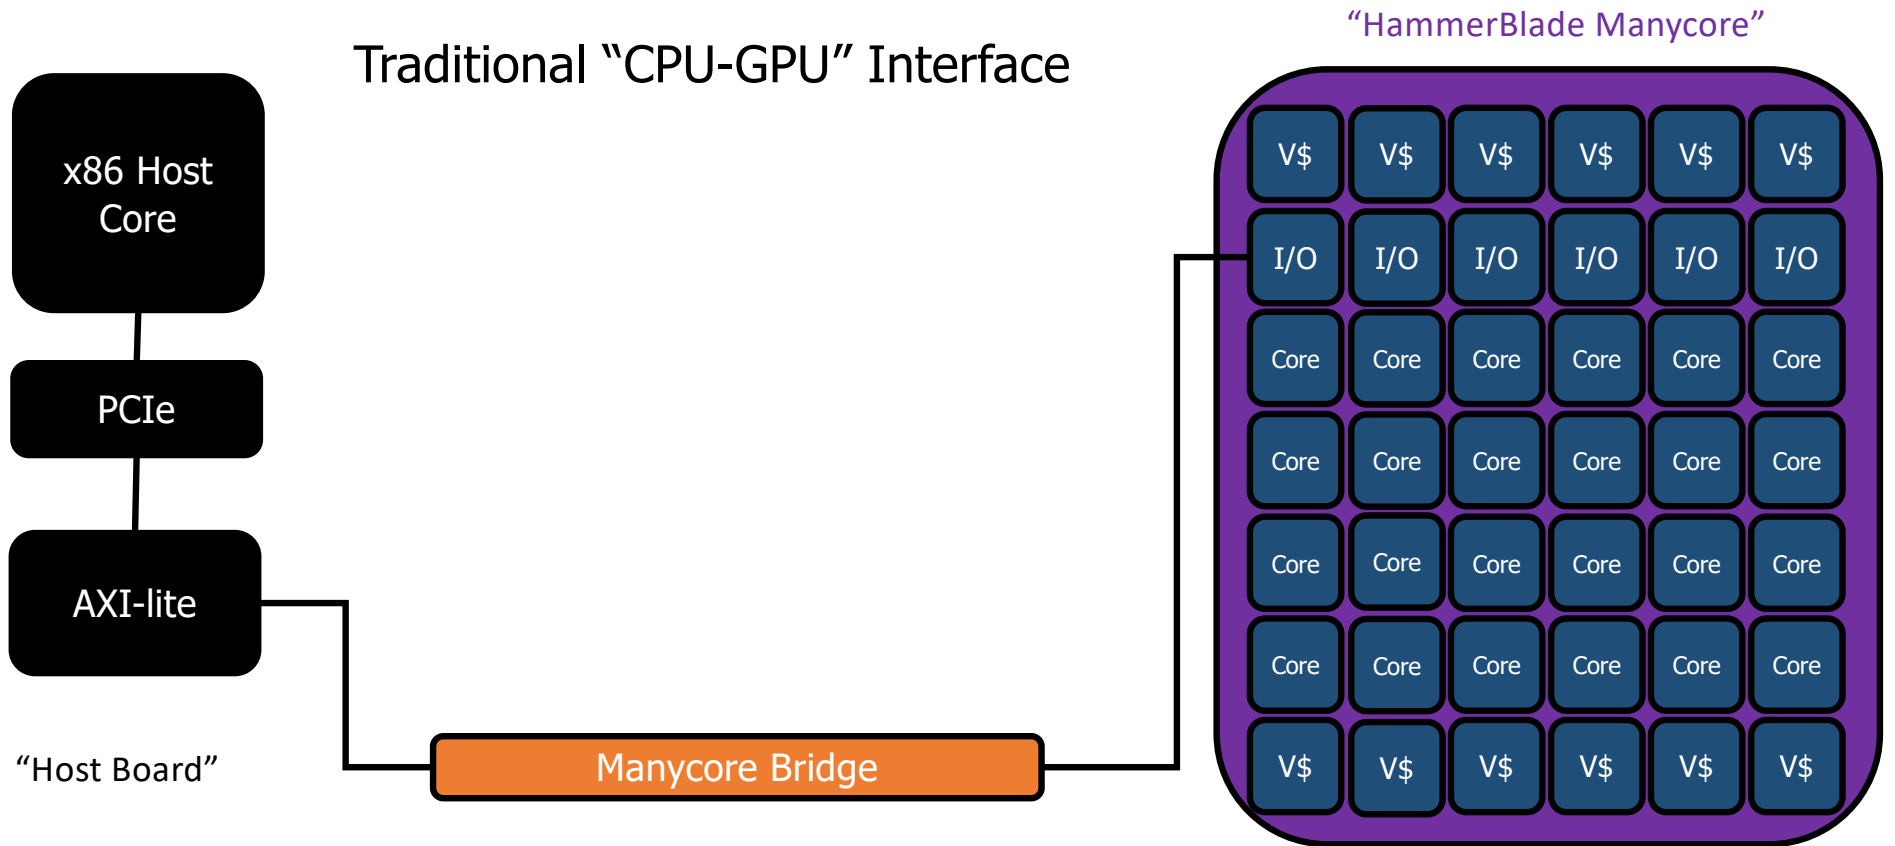 “HammerBlade Manycore”
Traditional “CPU-GPU” Interface
x86 Host
Core
PCIe
AXI-lite
“Host Board”
Manycore Bridge
V$ V$ V$ V$ V$ V$
I/O I/O I/O I/O I/O I/O
Core Core Core Core Core Core
Core Core Core Core Core Core
Core Core Core Core Core Core
Core Core Core Core Core Core
V$ V$ V$ V$ V$ V$